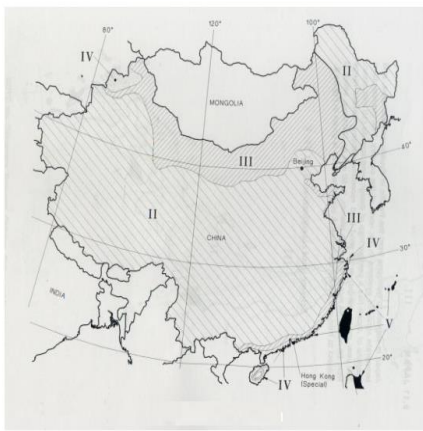 80°
120°
100°
IV
II
MONGOLIA
40°
III
Beijing
II
III
CHINA
IV
30°
INDIA
V
20°
Hong Kong
(Special)
IV